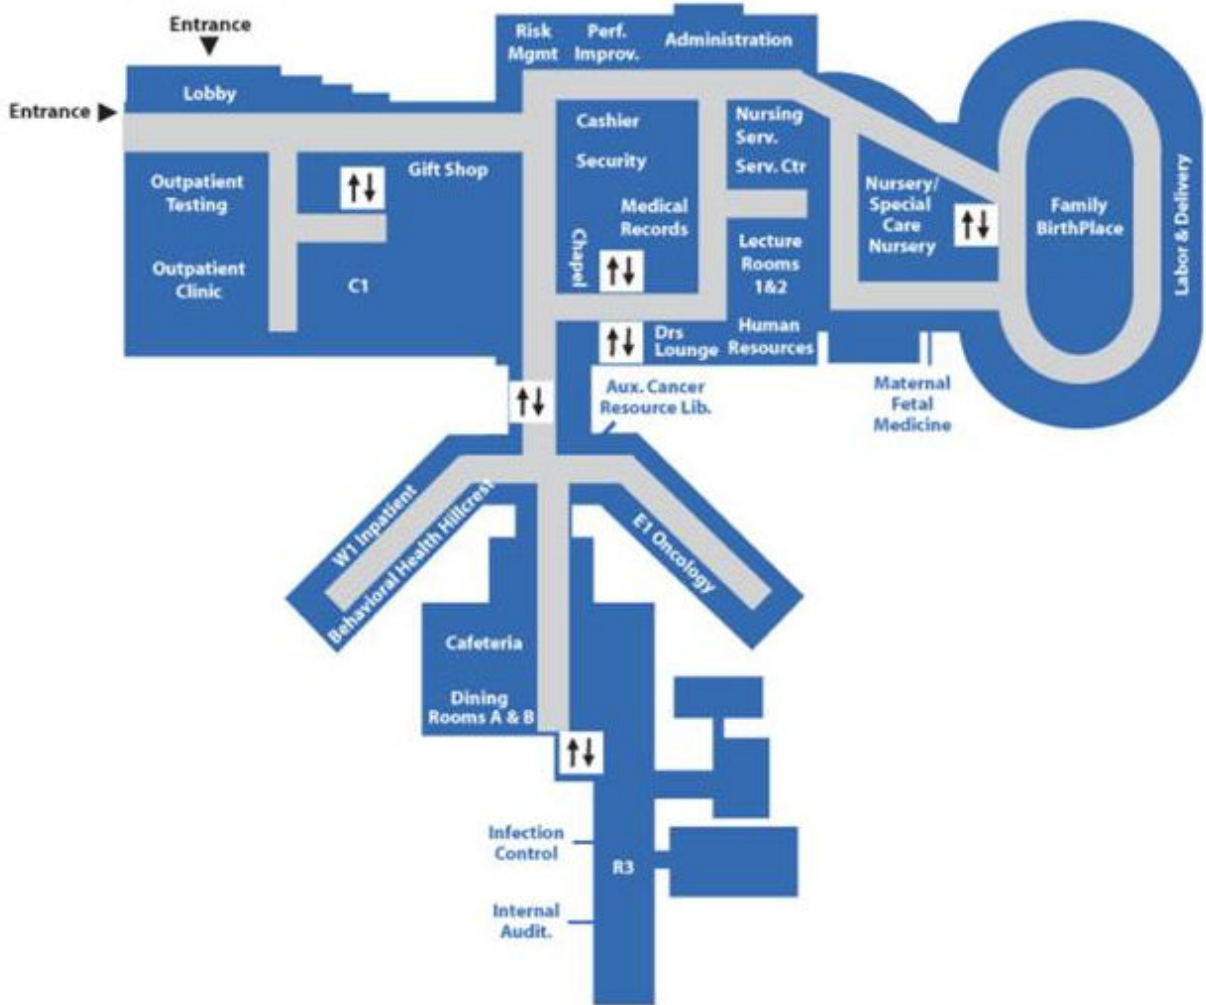 Entrance
Entrance
Lobby
Risk
Mgmt
Perf.
Improv.
Administration
Outpatient
Testing
Outpatient
Clinic
Gift Shop
C1
Cashier
Security
Medical
Records
Chapel
Nursing
Serv.
Serv. Ctr
Lecture
Rooms
1&2
Drs
Lounge
Human
Resources
Nursery/
Special
Care
Nursery
Family
BirthPlace
Labor & Delivery
Aux. Cancer
Resource Lib.
Maternal
Fetal
Medicine
W1 Inpatient
Behavioral Health Hillcrest
E1 Oncology
Cafeteria
Dining
Rooms A & B
Infection
Control
R3
Internal
Audit.